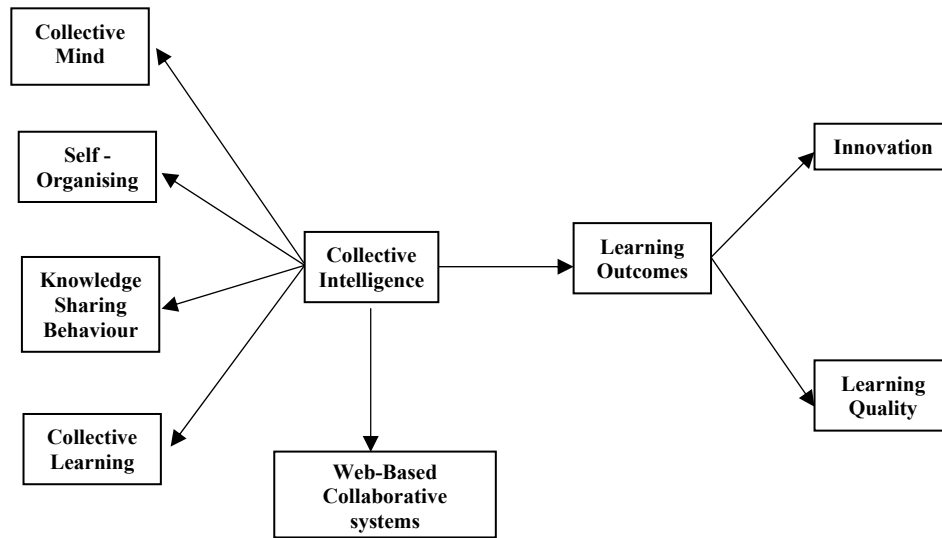 Collective
Mind
Self -
Organising
Knowledge
Sharing
Behaviour
Collective
Learning
Collective
Intelligence
Web-Based
Collaborative
systems
Learning
Outcomes
Innovation
Learning
Quality